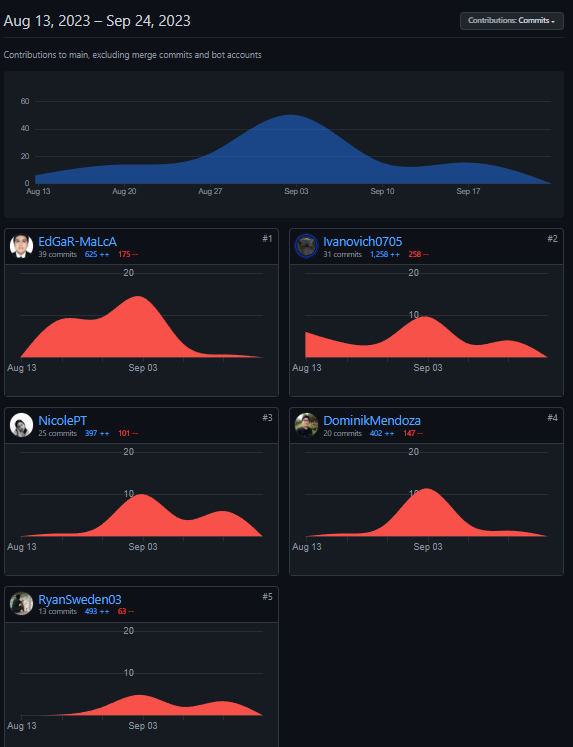 Aug 13, 2023 – Sep 24, 2023
Contributions: Commits
Contributions to main, excluding merge commits and bot accounts
60
40
20
0
Aug 13 Aug 20 Aug 27 Sep 03 Sep 10 Sep 17
EdGaR-MaLcA #1
39 commits 625 ++ 175 --
20
Aug 13 Sep 03
Ivanovich0705 #2
31 commits 1,258 ++ 258 --
20
10
Aug 13 Sep 03
NicolePT #3
25 commits 397 ++ 101 --
20
10
Aug 13 Sep 03
DominikMendoza #4
20 commits 402 ++ 147 --
20
10
Aug 13 Sep 03
RyanSweden03 #5
13 commits 493 ++ 63 --
20
10
Aug 13 Sep 03